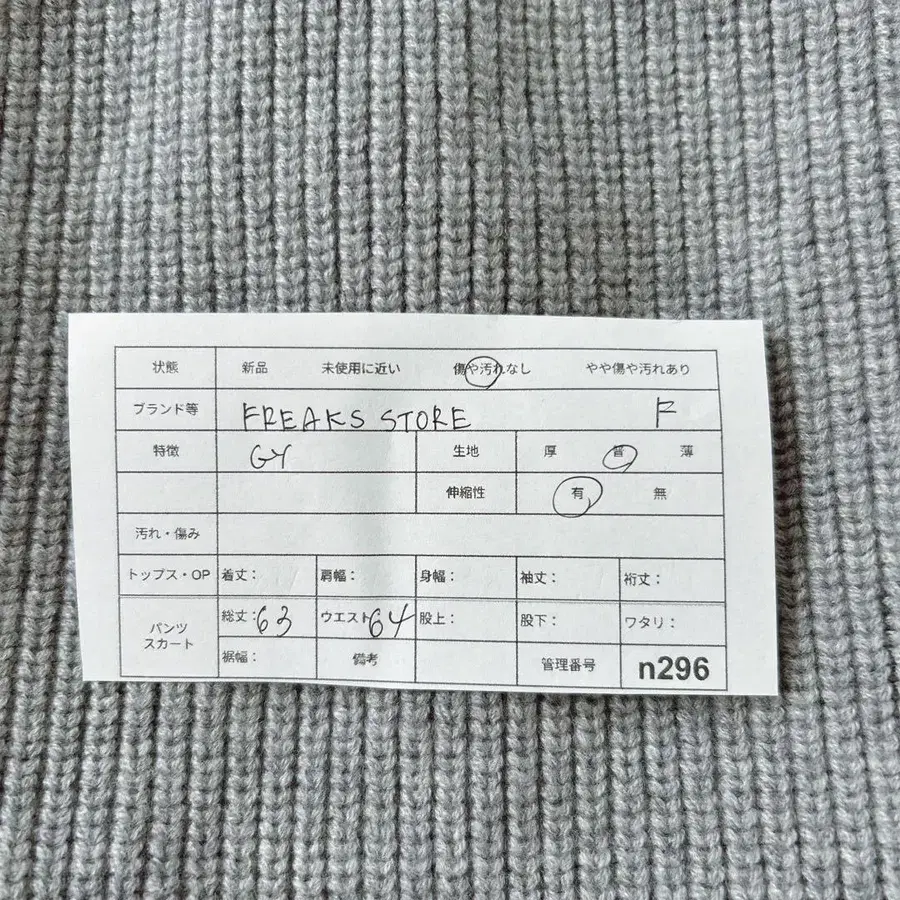 状態 新品 未使用に近い 傷や汚れなし やや傷や汚れあり
ブランド等 FREAKS STORE F
特徴 GY 生地 厚 普 薄
伸縮性 有 無
汚れ・傷み
トップス・OP 着丈: 肩幅: 身幅: 袖丈: 裄丈:
パンツ スカート 総丈:63 ウエスト64 股上: 股下: ワタリ:
裾幅: 備考 管理番号 n296